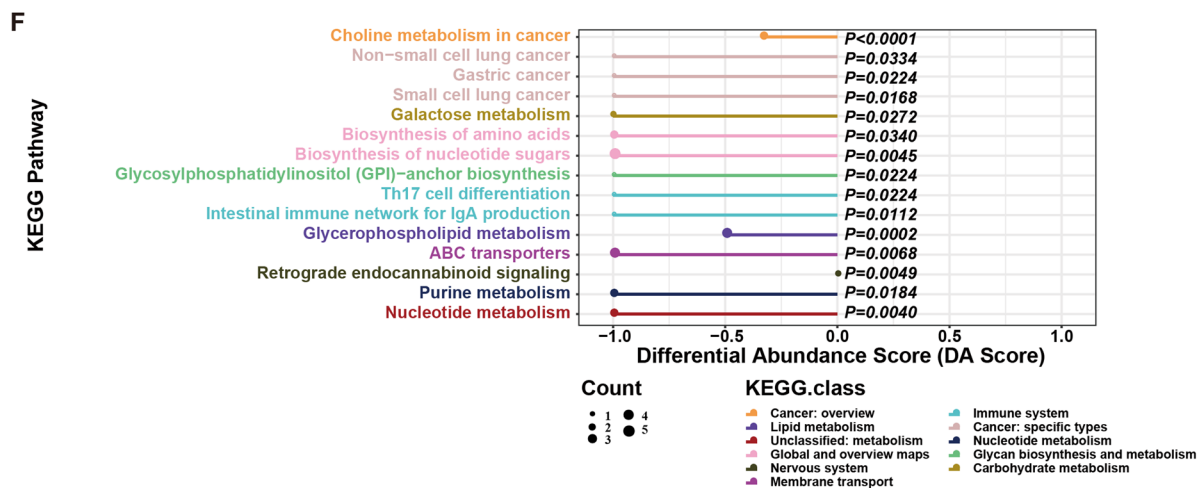 F
KEGG Pathway
Choline metabolism in cancer P<0.0001
Non−small cell lung cancer P=0.0334
Gastric cancer P=0.0224
Small cell lung cancer P=0.0168
Galactose metabolism P=0.0272
Biosynthesis of amino acids P=0.0340
Biosynthesis of nucleotide sugars P=0.0045
Glycosylphosphatidylinositol (GPI)−anchor biosynthesis P=0.0224
Th17 cell differentiation P=0.0224
Intestinal immune network for IgA production P=0.0112
Glycerophospholipid metabolism P=0.0002
ABC transporters P=0.0068
Retrograde endocannabinoid signaling P=0.0049
Purine metabolism P=0.0184
Nucleotide metabolism P=0.0040
−1.0 −0.5 0.0 0.5 1.0
Differential Abundance Score (DA Score)
Count
1 4
2 5
3
KEGG.class
Cancer: overview Immune system
Lipid metabolism Cancer: specific types
Unclassified: metabolism Nucleotide metabolism
Global and overview maps Glycan biosynthesis and metabolism
Nervous system Carbohydrate metabolism
Membrane transport